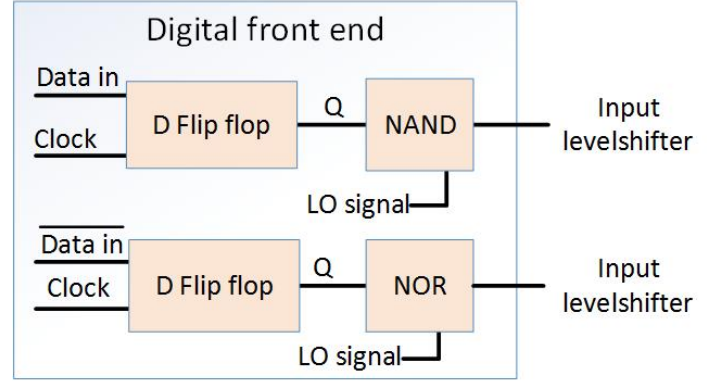 Digital front end
Data in
Clock
D Flip flop
Q
NAND
LO signal
Input
levelshifter
Data in
Clock
D Flip flop
Q
NOR
LO signal
Input
levelshifter